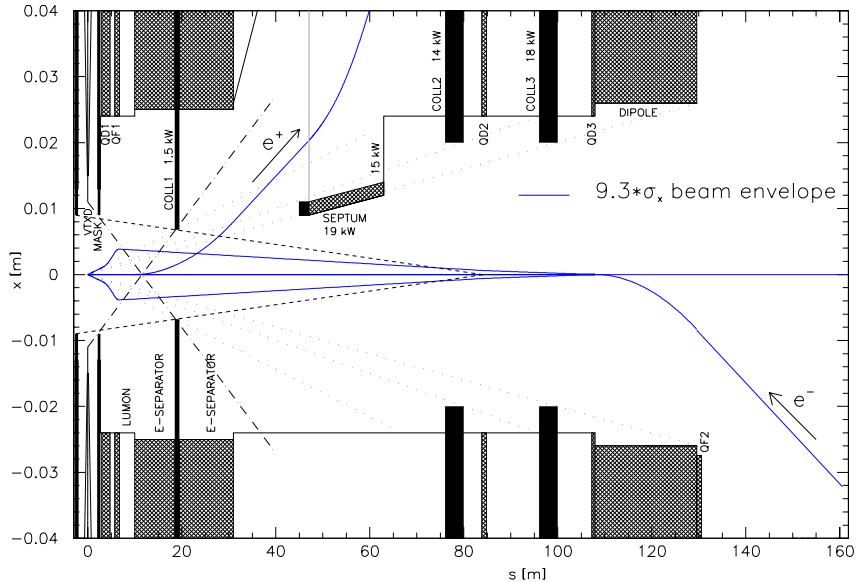 0.04
0.03
0.02
0.01
0
−0.01
−0.02
−0.03
−0.04
x [m]
0
20
40
60
80
100
120
140
160
s [m]
QD1
QF1
VTXD
MASK
COLL1 1.5 kW
e+
SEPTUM
19 kW
15 kW
COLL2 14 kW
QD2
COLL3 18 kW
QD3
DIPOLE
9.3*σx beam envelope
LUMON
E−SEPARATOR
E−SEPARATOR
e−
QF2